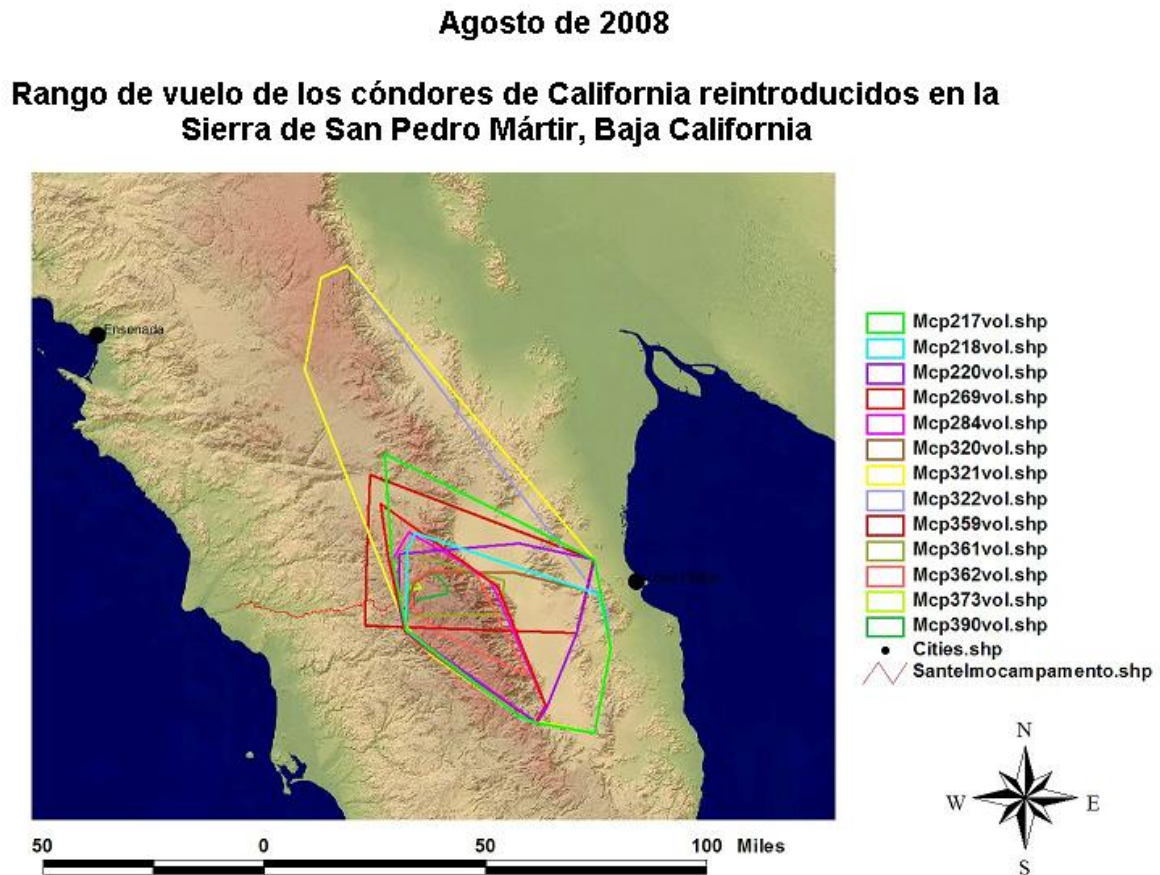 Agosto de 2008
Rango de vuelo de los cóndores de California reintroducidos en la
Sierra de San Pedro Mártir, Baja California
Ensenada
Mcp217vol.shp
Mcp218vol.shp
Mcp220vol.shp
Mcp269vol.shp
Mcp284vol.shp
Mcp320vol.shp
Mcp321vol.shp
Mcp322vol.shp
Mcp359vol.shp
Mcp361vol.shp
Mcp362vol.shp
Mcp373vol.shp
Mcp390vol.shp
Cities.shp
Santelmocampamento.shp
N
W E
S
50 0 50 100 Miles